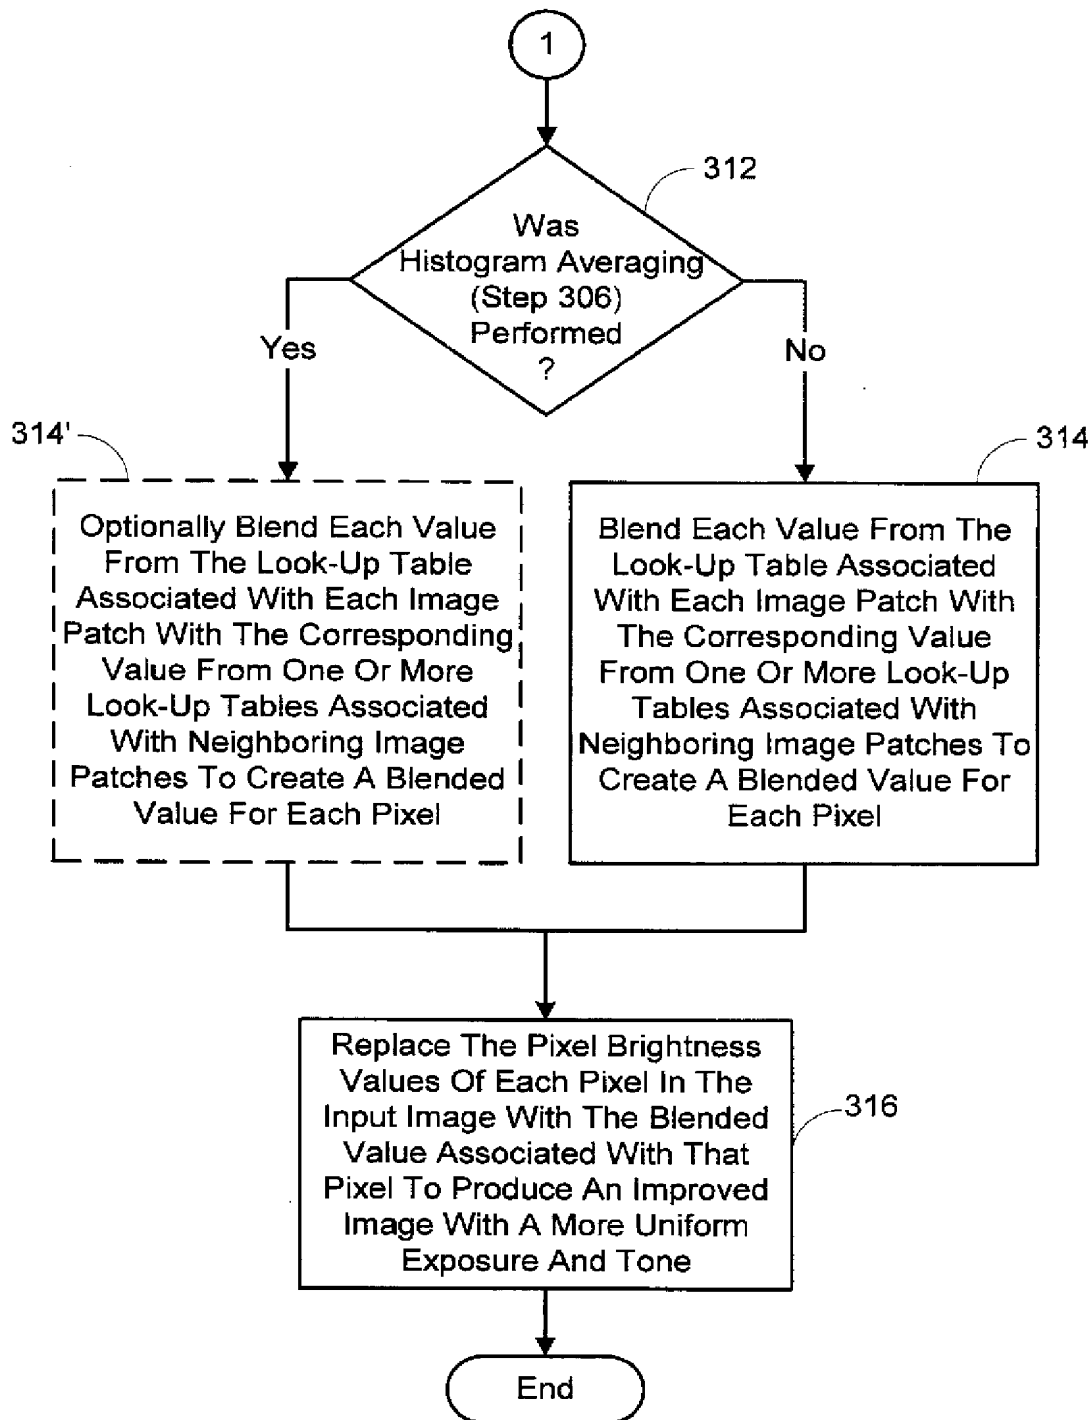 1
312
Was
Histogram Averaging
(Step 306)
Performed
?
Yes
No
314'
314
Optionally Blend Each Value
From The Look-Up Table
Associated With Each Image
Patch With The Corresponding
Value From One Or More
Look-Up Tables Associated
With Neighboring Image
Patches To Create A Blended
Value For Each Pixel
Blend Each Value From The
Look-Up Table Associated
With Each Image Patch With
The Corresponding Value
From One Or More Look-Up
Tables Associated With
Neighboring Image Patches To
Create A Blended Value For
Each Pixel
Replace The Pixel Brightness
Values Of Each Pixel In The
Input Image With The Blended
Value Associated With That
Pixel To Produce An Improved
Image With A More Uniform
Exposure And Tone
316
End